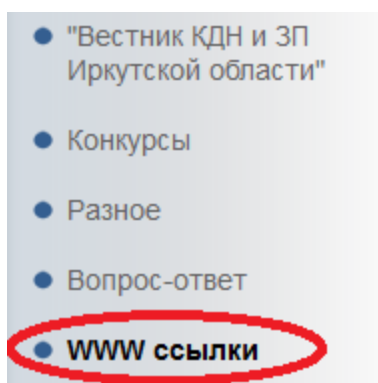 "Вестник КДН и ЗП
Иркутской области"
Конкурсы
Разное
Вопрос-ответ
WWW ссылки